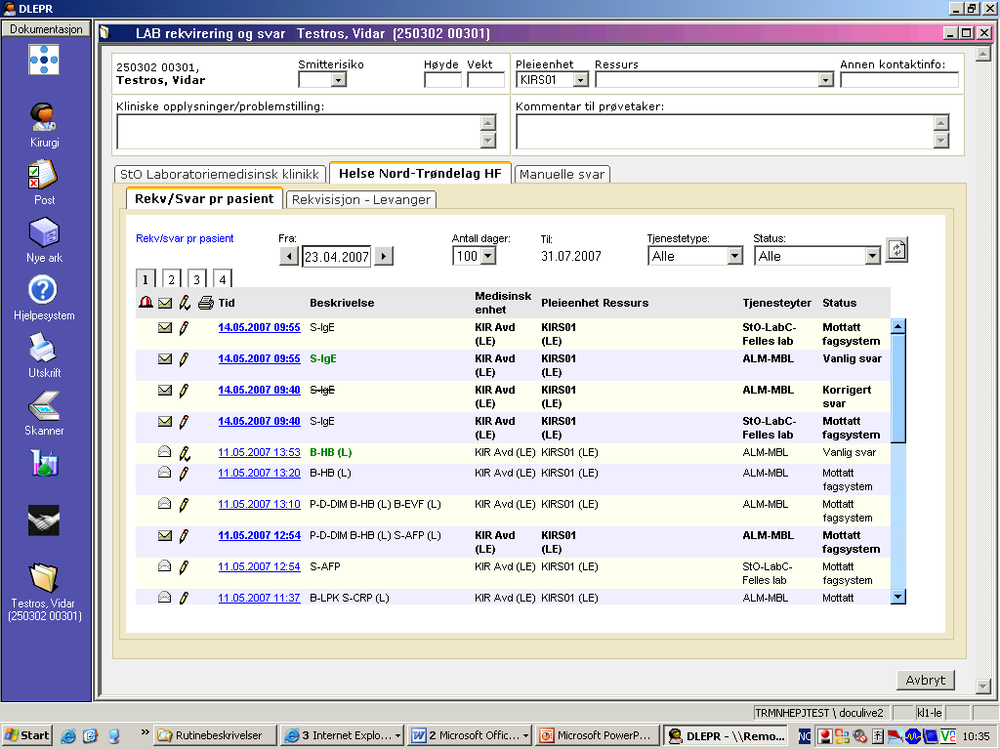 DLEPR
Dokumentasjon
Kirurgi
Post
Nye ark
Hjelpesystem
Utskrift
Skanner
Testros, Vidar
(250302 00301)
LAB rekvirering og svar Testros, Vidar (250302 00301)
250302 00301,
Testros, Vidar
Smitterisiko
Høyde Vekt
Pleieenhet Ressurs
Annen kontaktinfo:
KIRS01
Kliniske opplysninger/problemstilling:
Kommentar til prøvetaker:
StO Laboratoriemedisinsk klinikk
Helse Nord-Trøndelag HF
Manuelle svar
Rekv/Svar pr pasient
Rekvisisjon - Levanger
Rekv/svar pr pasient
Fra:
23.04.2007
Antall dager:
100
Til:
31.07.2007
Tjenestetype:
Alle
Status:
Alle
1 2 3 4
Tid Beskrivelse Medisinsk enhet Pleieenhet Ressurs Tjenesteyter Status
14.05.2007 09:55 S-IgE KIR Avd (LE) KIRS01 (LE) StO-LabC-Felles lab Mottatt fagsystem
14.05.2007 09:55 S-IgE KIR Avd (LE) KIRS01 (LE) ALM-MBL Vanlig svar
14.05.2007 09:40 S-IgE KIR Avd (LE) KIRS01 (LE) ALM-MBL Korrigert svar
14.05.2007 09:40 S-IgE KIR Avd (LE) KIRS01 (LE) StO-LabC-Felles lab Mottatt fagsystem
11.05.2007 13:53 B-HB (L) KIR Avd (LE) KIRS01 (LE) ALM-MBL Vanlig svar
11.05.2007 13:20 B-HB (L) KIR Avd (LE) KIRS01 (LE) ALM-MBL Mottatt fagsystem
11.05.2007 13:10 P-D-DIM B-HB (L) B-EVF (L) KIR Avd (LE) KIRS01 (LE) ALM-MBL Mottatt fagsystem
11.05.2007 12:54 P-D-DIM B-HB (L) S-AFP (L) KIR Avd (LE) KIRS01 (LE) ALM-MBL Mottatt fagsystem
11.05.2007 12:54 S-AFP KIR Avd (LE) KIRS01 (LE) StO-LabC-Felles lab Mottatt fagsystem
11.05.2007 11:37 B-LPK S-CRP (L) KIR Avd (LE) KIRS01 (LE) ALM-MBL Mottatt
Avbryt
TRMNHEPJTEST \ doculive2
kl1-le
Start
»
Rutinebeskrivelser
3 Internet Explo...
2 Microsoft Offic...
Microsoft PowerP...
DLEPR - \\Remo...
NO
10:35